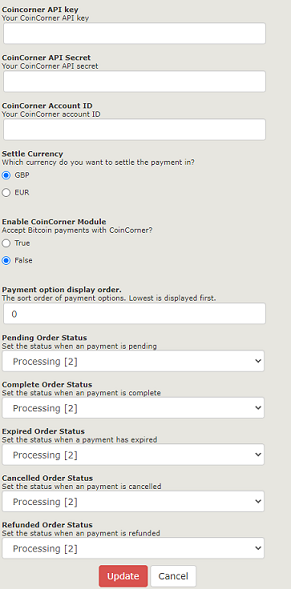 Coincorner API key
Your CoinCorner API key
CoinCorner API Secret
Your CoinCorner API secret
CoinCorner Account ID
Your CoinCorner account ID
Settle Currency
Which currency do you want to settle the payment in?
GBP
EUR
Enable CoinCorner Module
Accept Bitcoin payments with CoinCorner?
True
False
Payment option display order.
The sort order of payment options. Lowest is displayed first.
0
Pending Order Status
Set the status when an payment is pending
Processing [2]
Complete Order Status
Set the status when an payment is complete
Processing [2]
Expired Order Status
Set the status when a payment has expired
Processing [2]
Cancelled Order Status
Set the status when an payment is cancelled
Processing [2]
Refunded Order Status
Set the status when an payment is refunded
Processing [2]
Update Cancel